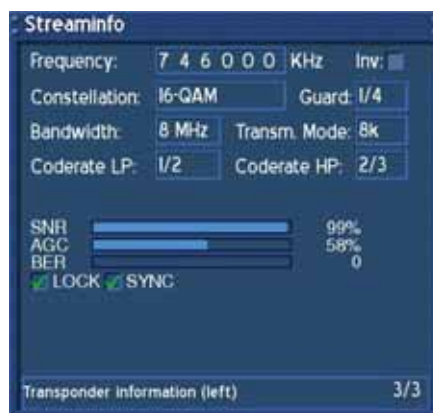 Streaminfo
Frequency: 7 4 6 0 0 0 KHz Inv:
Constellation: 16-QAM Guard: 1/4
Bandwidth: 8 MHz Transm. Mode: 8k
Coderate LP: 1/2 Coderate HP: 2/3
SNR 99%
AGC 58%
BER 0
LOCK SYNC
Transponder information (left) 3/3